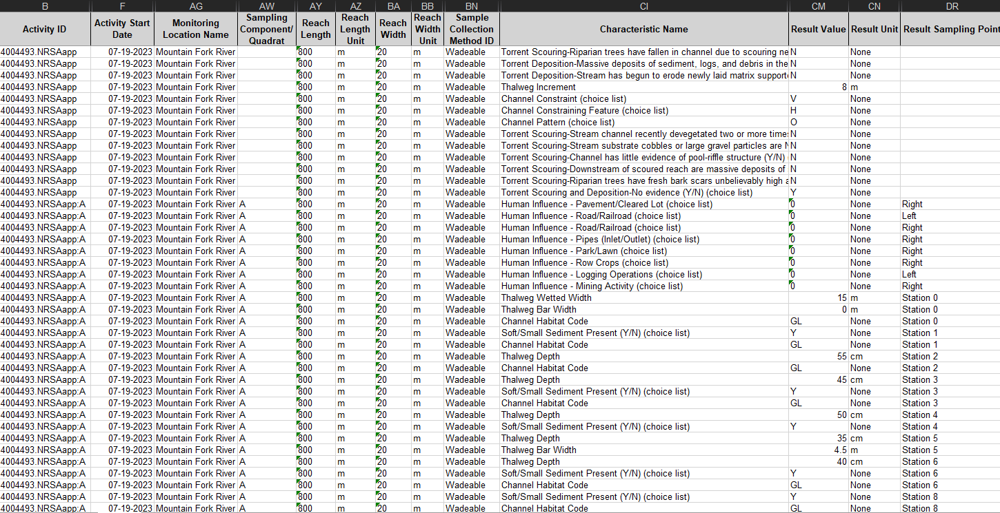 B F AG AW AY AZ BA BB BN CI CM CN DR
Activity ID Activity Start Date Monitoring Location Name Sampling Component/ Quadrat Reach Length Reach Length Unit Reach Width Reach Width Unit Sample Collection Method ID Characteristic Name Result Value Result Unit Result Sampling Point
4004493.NRSAapp 07-19-2023 Mountain Fork River 800 m 20 m Wadeable Torrent Scouring-Riparian trees have fallen in channel due to scouring ne N None
4004493.NRSAapp 07-19-2023 Mountain Fork River 800 m 20 m Wadeable Torrent Deposition-Massive deposits of sediment, logs, and debris in the N None
4004493.NRSAapp 07-19-2023 Mountain Fork River 800 m 20 m Wadeable Torrent Deposition-Stream has begun to erode newly laid matrix support N None
4004493.NRSAapp 07-19-2023 Mountain Fork River 800 m 20 m Wadeable Thalweg Increment 8 m
4004493.NRSAapp 07-19-2023 Mountain Fork River 800 m 20 m Wadeable Channel Constraint (choice list) V None
4004493.NRSAapp 07-19-2023 Mountain Fork River 800 m 20 m Wadeable Channel Constraining Feature (choice list) H None
4004493.NRSAapp 07-19-2023 Mountain Fork River 800 m 20 m Wadeable Channel Pattern (choice list) O None
4004493.NRSAapp 07-19-2023 Mountain Fork River 800 m 20 m Wadeable Torrent Scouring-Stream channel recently devegetated two or more times N None
4004493.NRSAapp 07-19-2023 Mountain Fork River 800 m 20 m Wadeable Torrent Scouring-Stream substrate cobbles or large gravel particles are N None
4004493.NRSAapp 07-19-2023 Mountain Fork River 800 m 20 m Wadeable Torrent Scouring-Channel has little evidence of pool-riffle structure (Y/N) N None
4004493.NRSAapp 07-19-2023 Mountain Fork River 800 m 20 m Wadeable Torrent Scouring-Downstream of scoured reach are massive deposits of N None
4004493.NRSAapp 07-19-2023 Mountain Fork River 800 m 20 m Wadeable Torrent Scouring-Riparian trees have fresh bark scars unbelievably high a N None
4004493.NRSAapp 07-19-2023 Mountain Fork River 800 m 20 m Wadeable Torrent Scouring and Deposition-No evidence (Y/N) (choice list) Y None
4004493.NRSAapp:A 07-19-2023 Mountain Fork River A 800 m 20 m Wadeable Human Influence - Pavement/Cleared Lot (choice list) 0 None Right
4004493.NRSAapp:A 07-19-2023 Mountain Fork River A 800 m 20 m Wadeable Human Influence - Road/Railroad (choice list) 0 None Left
4004493.NRSAapp:A 07-19-2023 Mountain Fork River A 800 m 20 m Wadeable Human Influence - Road/Railroad (choice list) 0 None Right
4004493.NRSAapp:A 07-19-2023 Mountain Fork River A 800 m 20 m Wadeable Human Influence - Pipes (Inlet/Outlet) (choice list) 0 None Right
4004493.NRSAapp:A 07-19-2023 Mountain Fork River A 800 m 20 m Wadeable Human Influence - Park/Lawn (choice list) 0 None Right
4004493.NRSAapp:A 07-19-2023 Mountain Fork River A 800 m 20 m Wadeable Human Influence - Row Crops (choice list) 0 None Right
4004493.NRSAapp:A 07-19-2023 Mountain Fork River A 800 m 20 m Wadeable Human Influence - Logging Operations (choice list) 0 None Left
4004493.NRSAapp:A 07-19-2023 Mountain Fork River A 800 m 20 m Wadeable Human Influence - Mining Activity (choice list) 0 None Right
4004493.NRSAapp:A 07-19-2023 Mountain Fork River A 800 m 20 m Wadeable Thalweg Wetted Width 15 m Station 0
4004493.NRSAapp:A 07-19-2023 Mountain Fork River A 800 m 20 m Wadeable Thalweg Bar Width 0 m Station 0
4004493.NRSAapp:A 07-19-2023 Mountain Fork River A 800 m 20 m Wadeable Channel Habitat Code GL None Station 0
4004493.NRSAapp:A 07-19-2023 Mountain Fork River A 800 m 20 m Wadeable Soft/Small Sediment Present (Y/N) (choice list) Y None Station 1
4004493.NRSAapp:A 07-19-2023 Mountain Fork River A 800 m 20 m Wadeable Channel Habitat Code GL None Station 1
4004493.NRSAapp:A 07-19-2023 Mountain Fork River A 800 m 20 m Wadeable Thalweg Depth 55 cm Station 2
4004493.NRSAapp:A 07-19-2023 Mountain Fork River A 800 m 20 m Wadeable Channel Habitat Code GL None Station 2
4004493.NRSAapp:A 07-19-2023 Mountain Fork River A 800 m 20 m Wadeable Thalweg Depth 45 cm Station 3
4004493.NRSAapp:A 07-19-2023 Mountain Fork River A 800 m 20 m Wadeable Soft/Small Sediment Present (Y/N) (choice list) Y None Station 3
4004493.NRSAapp:A 07-19-2023 Mountain Fork River A 800 m 20 m Wadeable Channel Habitat Code GL None Station 3
4004493.NRSAapp:A 07-19-2023 Mountain Fork River A 800 m 20 m Wadeable Thalweg Depth 50 cm Station 4
4004493.NRSAapp:A 07-19-2023 Mountain Fork River A 800 m 20 m Wadeable Soft/Small Sediment Present (Y/N) (choice list) Y None Station 4
4004493.NRSAapp:A 07-19-2023 Mountain Fork River A 800 m 20 m Wadeable Thalweg Depth 35 cm Station 5
4004493.NRSAapp:A 07-19-2023 Mountain Fork River A 800 m 20 m Wadeable Thalweg Bar Width 4.5 m Station 5
4004493.NRSAapp:A 07-19-2023 Mountain Fork River A 800 m 20 m Wadeable Thalweg Depth 40 cm Station 6
4004493.NRSAapp:A 07-19-2023 Mountain Fork River A 800 m 20 m Wadeable Soft/Small Sediment Present (Y/N) (choice list) Y None Station 6
4004493.NRSAapp:A 07-19-2023 Mountain Fork River A 800 m 20 m Wadeable Channel Habitat Code GL None Station 6
4004493.NRSAapp:A 07-19-2023 Mountain Fork River A 800 m 20 m Wadeable Soft/Small Sediment Present (Y/N) (choice list) Y None Station 8
4004493.NRSAapp:A 07-19-2023 Mountain Fork River A 800 m 20 m Wadeable Channel Habitat Code GL None Station 8